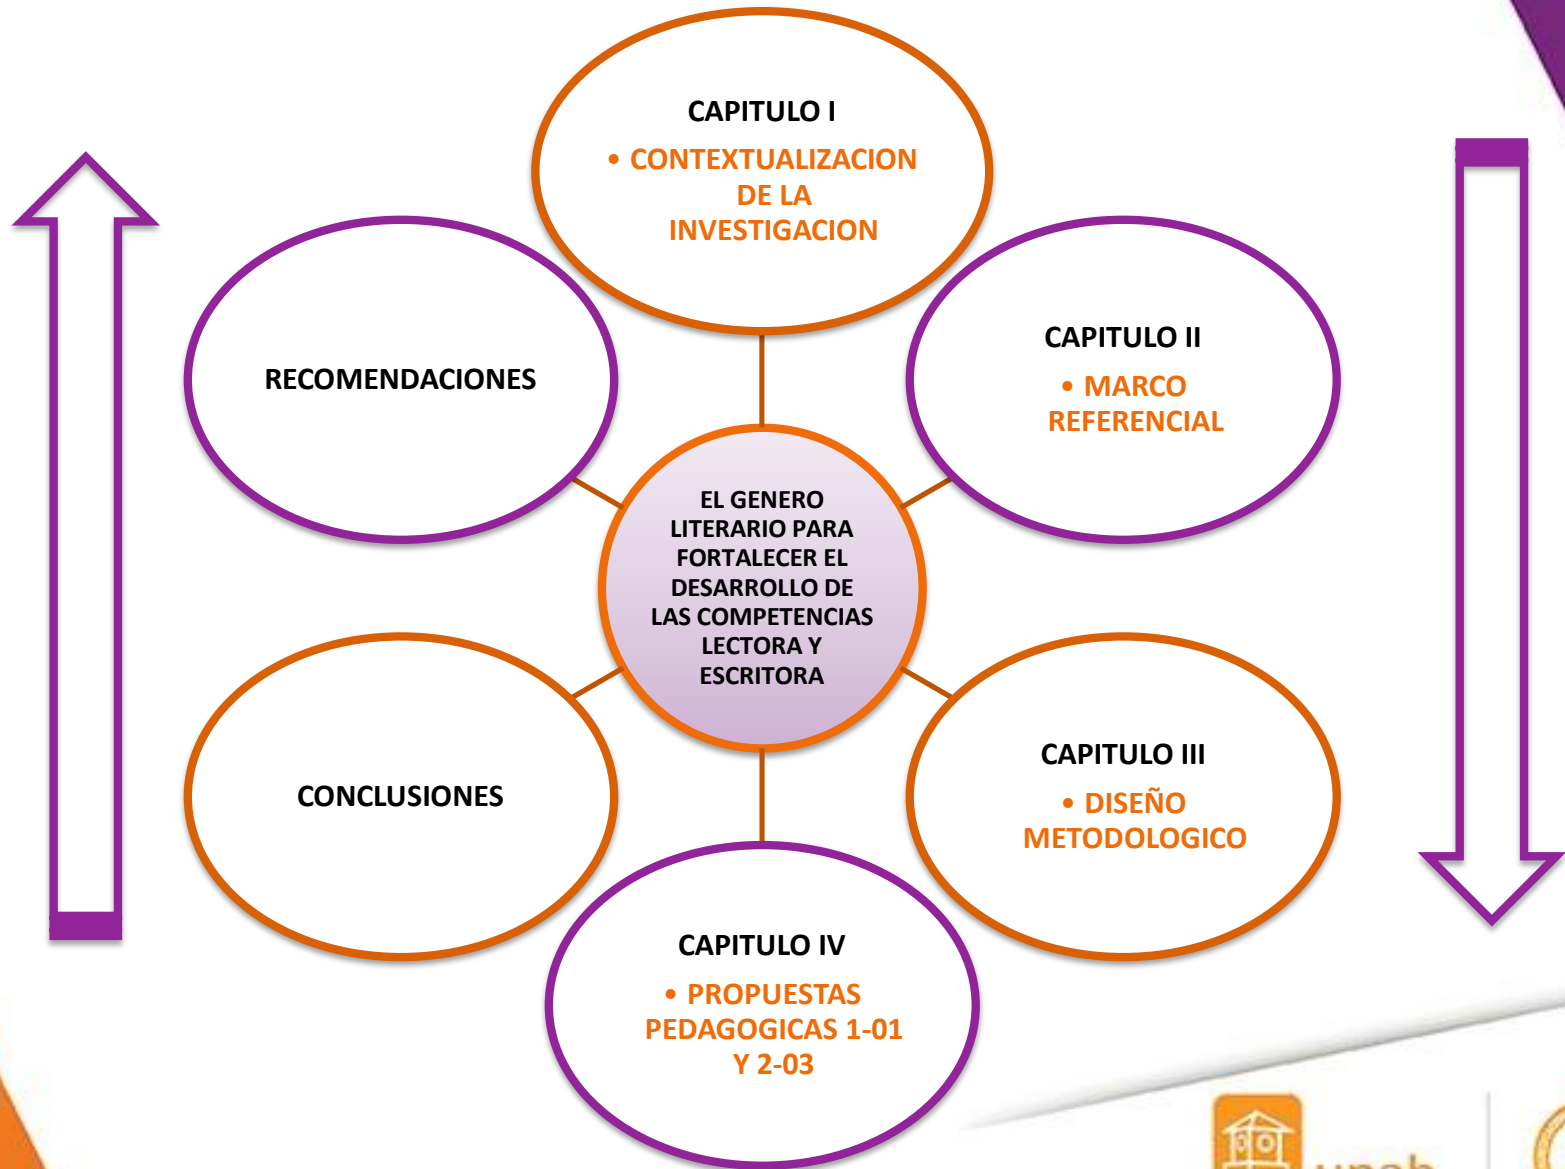 CAPITULO I
• CONTEXTUALIZACION
DE LA
INVESTIGACION
CAPITULO II
• MARCO
REFERENCIAL
CAPITULO III
• DISEÑO
METODOLOGICO
CAPITULO IV
• PROPUESTAS
PEDAGOGICAS 1-01
Y 2-03
CONCLUSIONES
RECOMENDACIONES
EL GENERO
LITERARIO PARA
FORTALECER EL
DESARROLLO DE
LAS COMPETENCIAS
LECTORA Y
ESCRITORA
unab